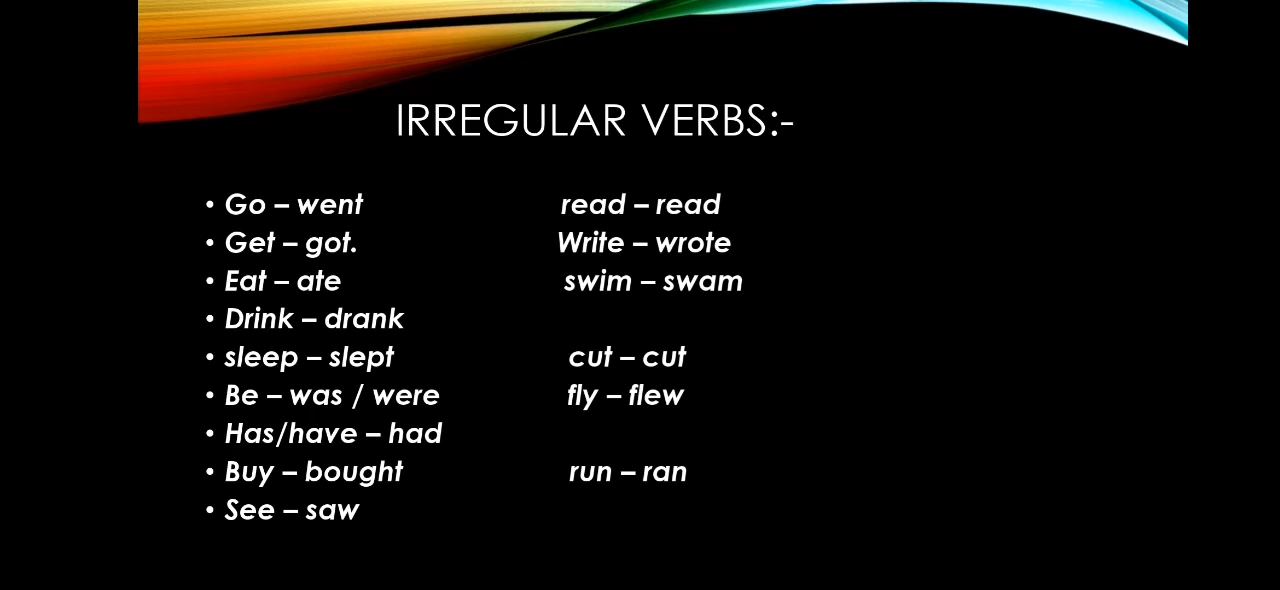 IRREGULAR VERBS:-
• Go – went read – read
• Get – got. Write – wrote
• Eat – ate swim – swam
• Drink – drank
• sleep – slept cut – cut
• Be – was / were fly – flew
• Has/have – had
• Buy – bought run – ran
• See – saw